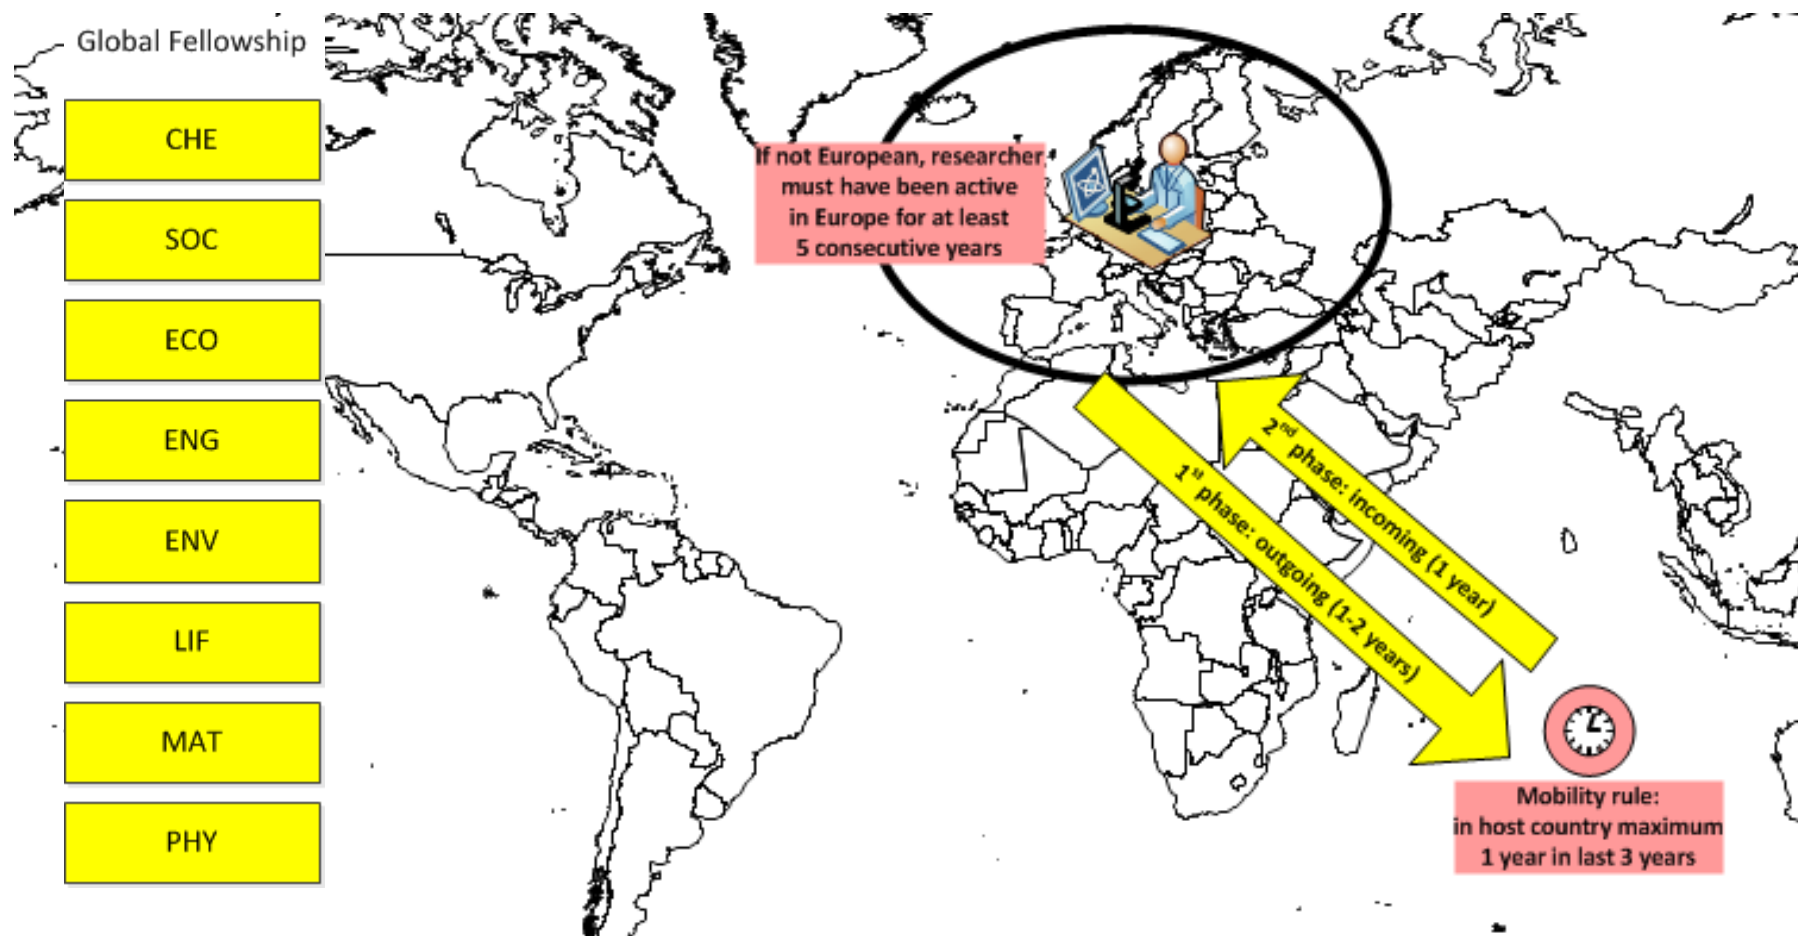 Global Fellowship
CHE
SOC
ECO
ENG
ENV
LIF
MAT
PHY
If not European, researcher
must have been active
in Europe for at least
5 consecutive years
1st phase: outgoing (1-2 years)
2nd phase: incoming (1 year)
Mobility rule:
in host country maximum
1 year in last 3 years